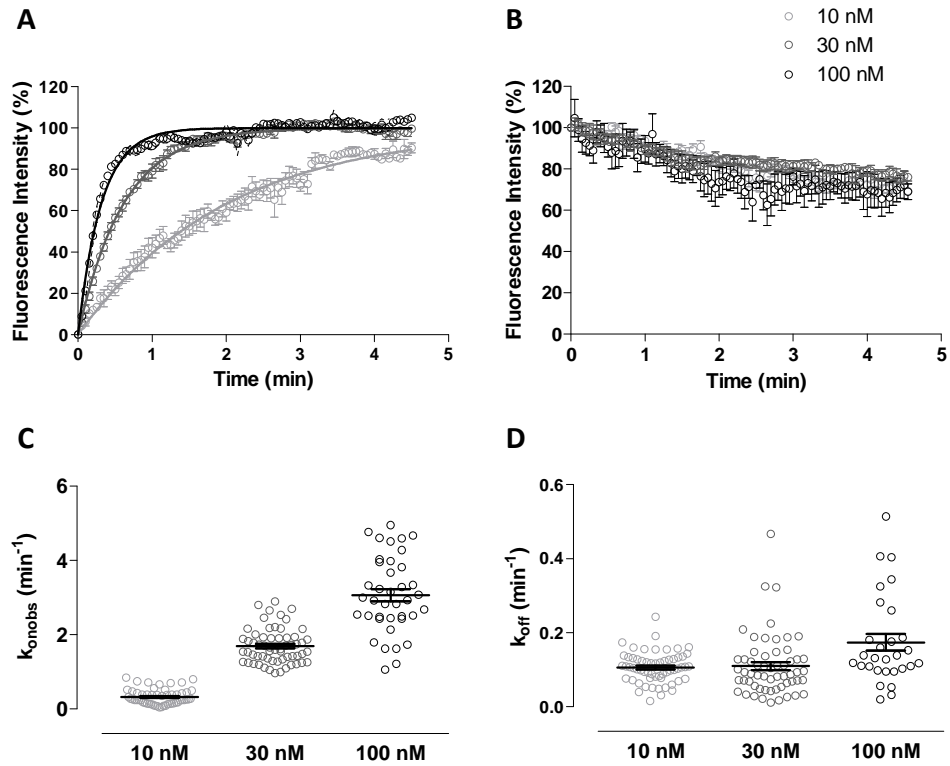 A
B
10 nM
30 nM
100 nM
Fluorescence Intensity (%)
120
100
80
60
40
20
0
0 1 2 3 4 5
Time (min)
Fluorescence Intensity (%)
120
100
80
60
40
20
0
0 1 2 3 4 5
Time (min)
C
D
konobs (min-1)
6
4
2
0
10 nM 30 nM 100 nM
koff (min-1)
0.6
0.4
0.2
0.0
10 nM 30 nM 100 nM